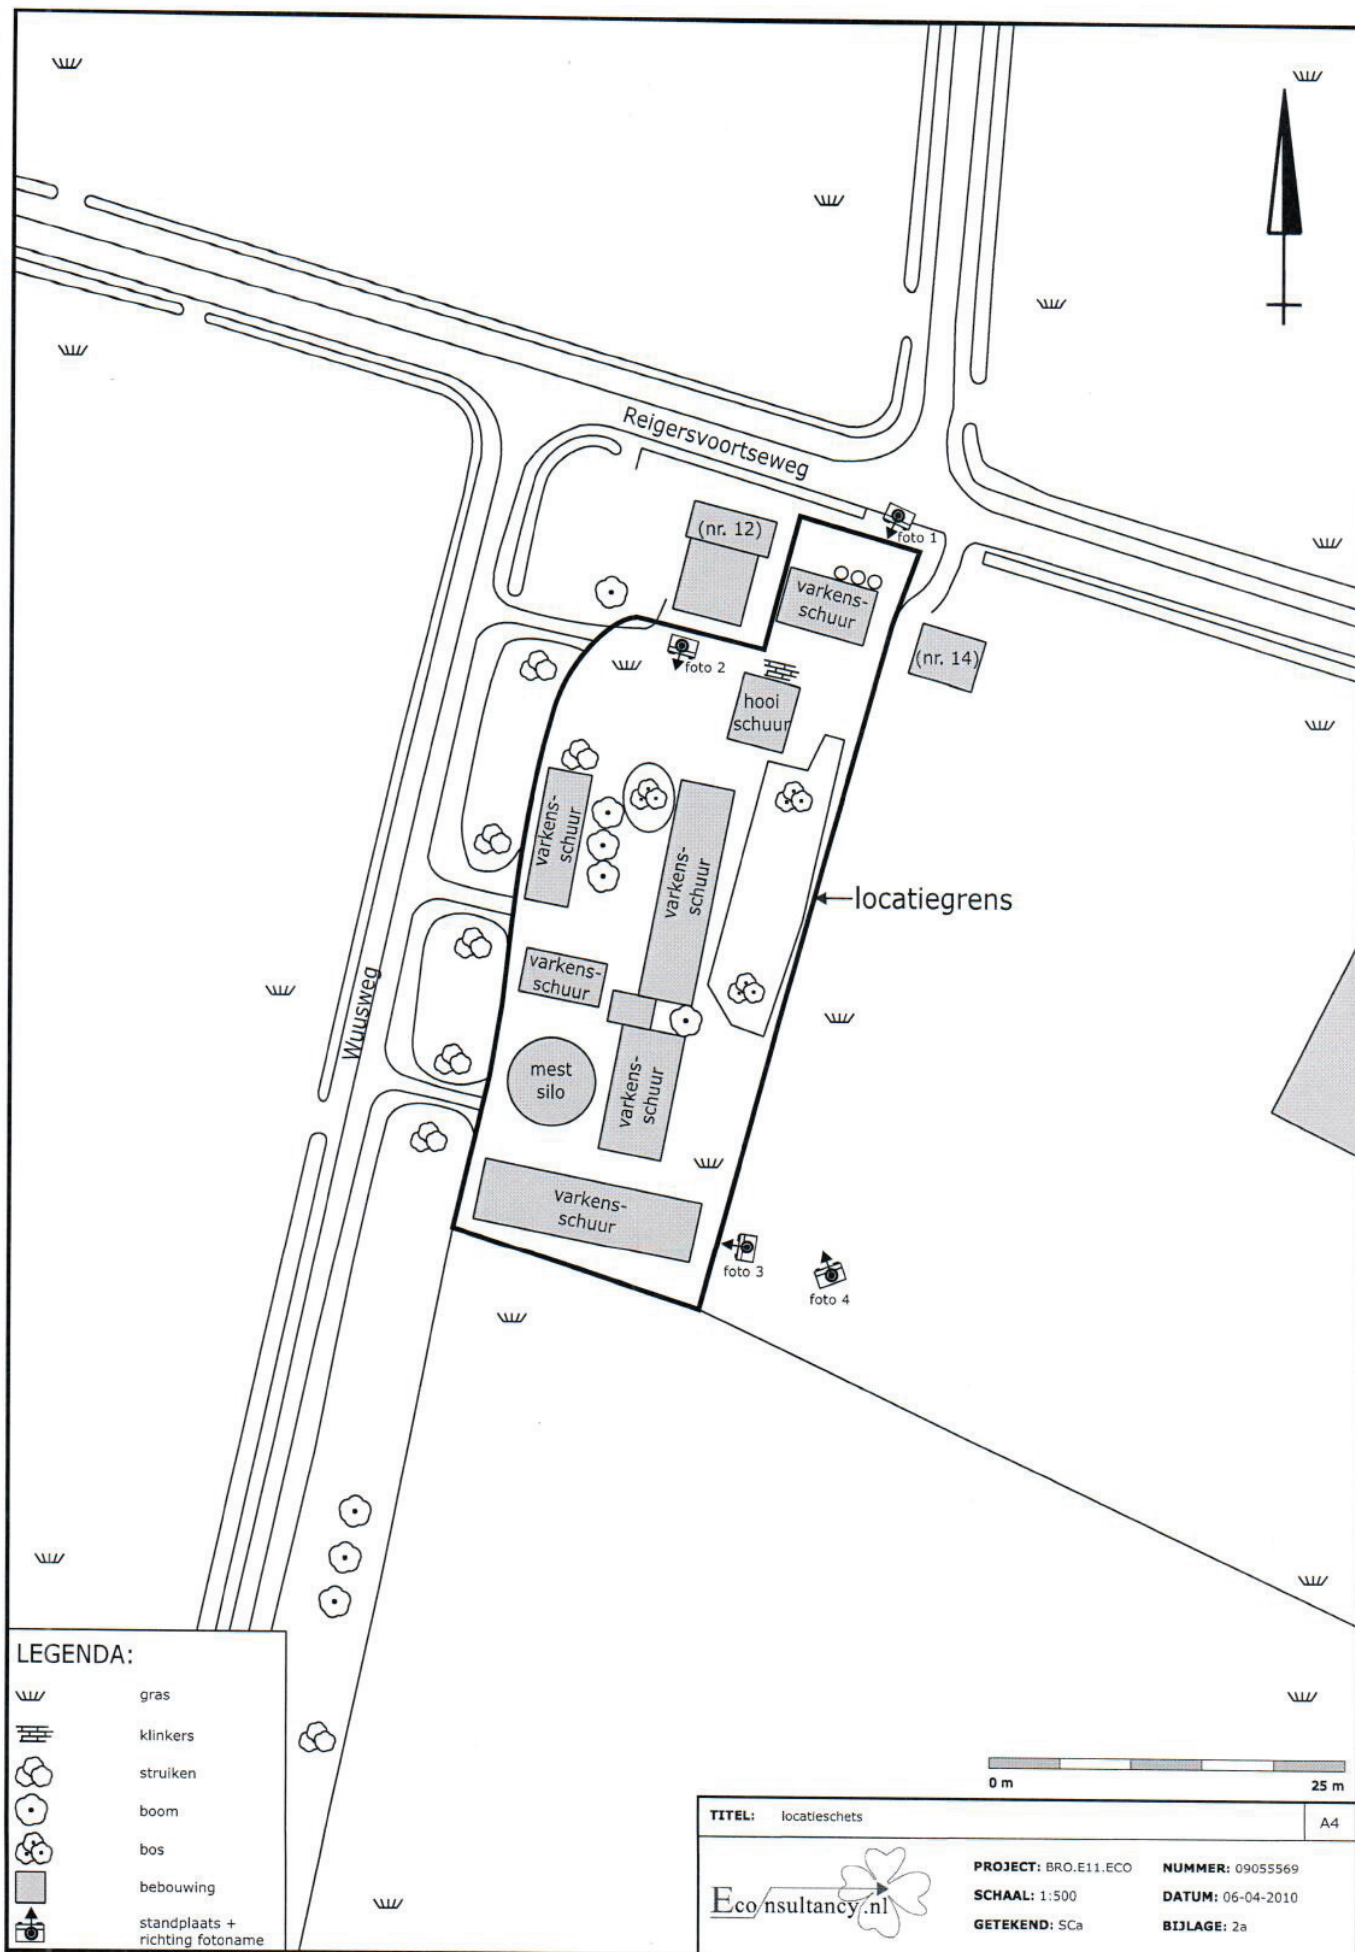 Reigersvoortseweg
(nr. 12)
foto 1
varkens-
schuur
(nr. 14)
foto 2
hooi
schuur
varkens-
schuur
varkens-
schuur
locatiegrens
varkens-
schuur
Wuusweg
mest
silo
varkens-
schuur
varkens-
schuur
foto 3
foto 4
LEGENDA:
gras
klinkers
struiken
boom
bos
bebouwing
standplaats +
richting fotoname
0 m 25 m
TITEL: locatieschets A4
Econsultancy.nl
PROJECT: BRO.E11.ECO NUMMER: 09055569
SCHAAL: 1:500 DATUM: 06-04-2010
GETEKEND: SCa BIJLAGE: 2a